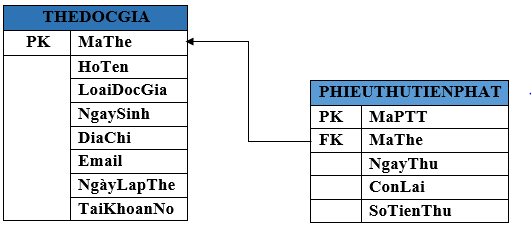 THEDOCGIA
PK MaThe
HoTen
LoaiDocGia
NgaySinh
DiaChi
Email
NgàyLapThe
TaiKhoanNo
PHIEUTHUTIENPHAT
PK MaPTT
FK MaThe
NgayThu
ConLai
SoTienThu